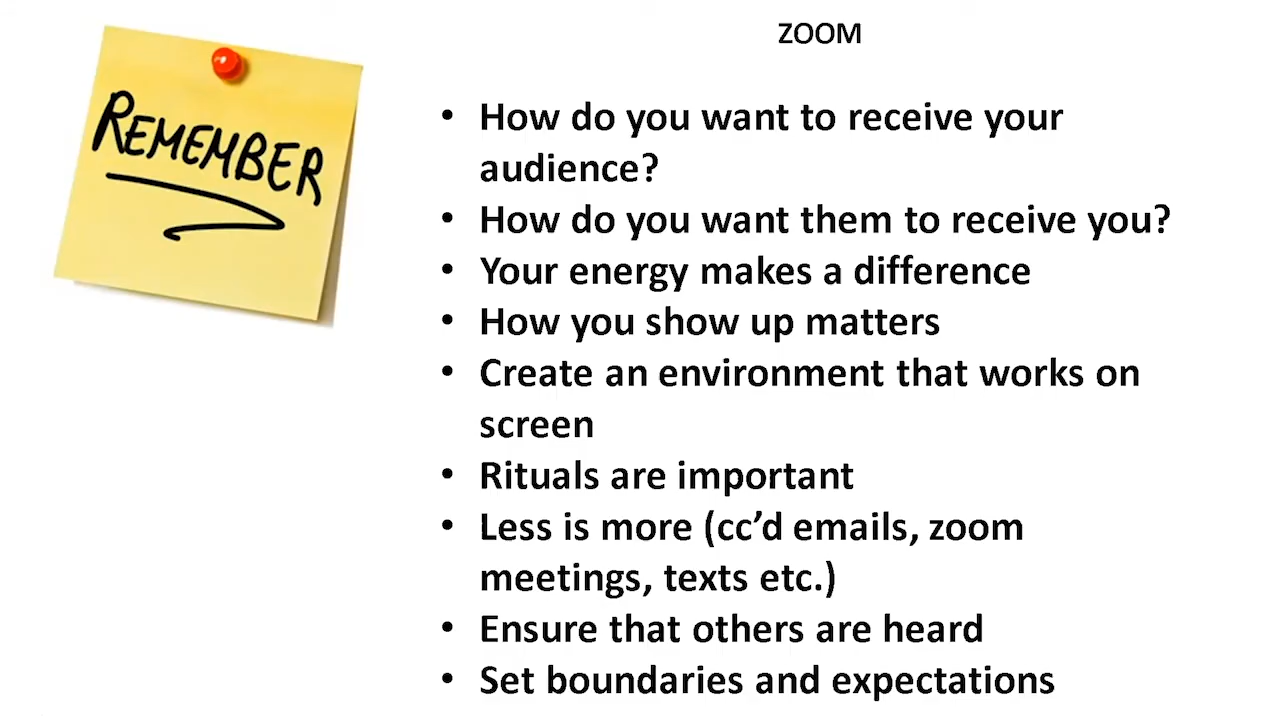 REMEMBER
ZOOM
• How do you want to receive your
audience?
• How do you want them to receive you?
• Your energy makes a difference
• How you show up matters
• Create an environment that works on
screen
• Rituals are important
• Less is more (cc’d emails, zoom
meetings, texts etc.)
• Ensure that others are heard
• Set boundaries and expectations